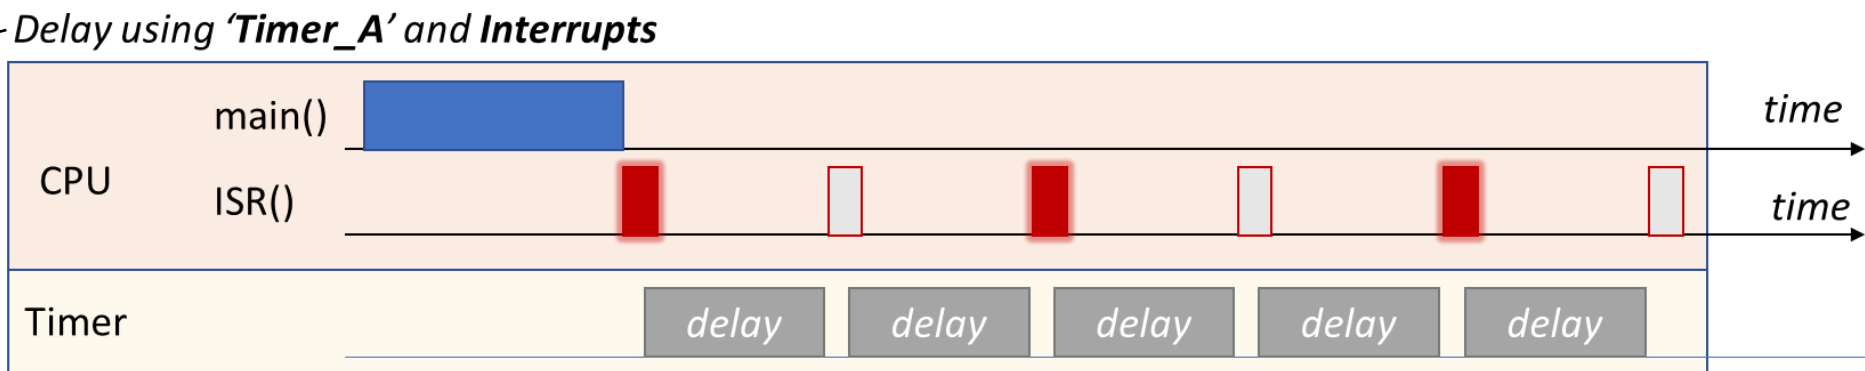 Delay using ‘Timer_A’ and Interrupts
main()
time
CPU
ISR()
time
Timer
delay delay delay delay delay